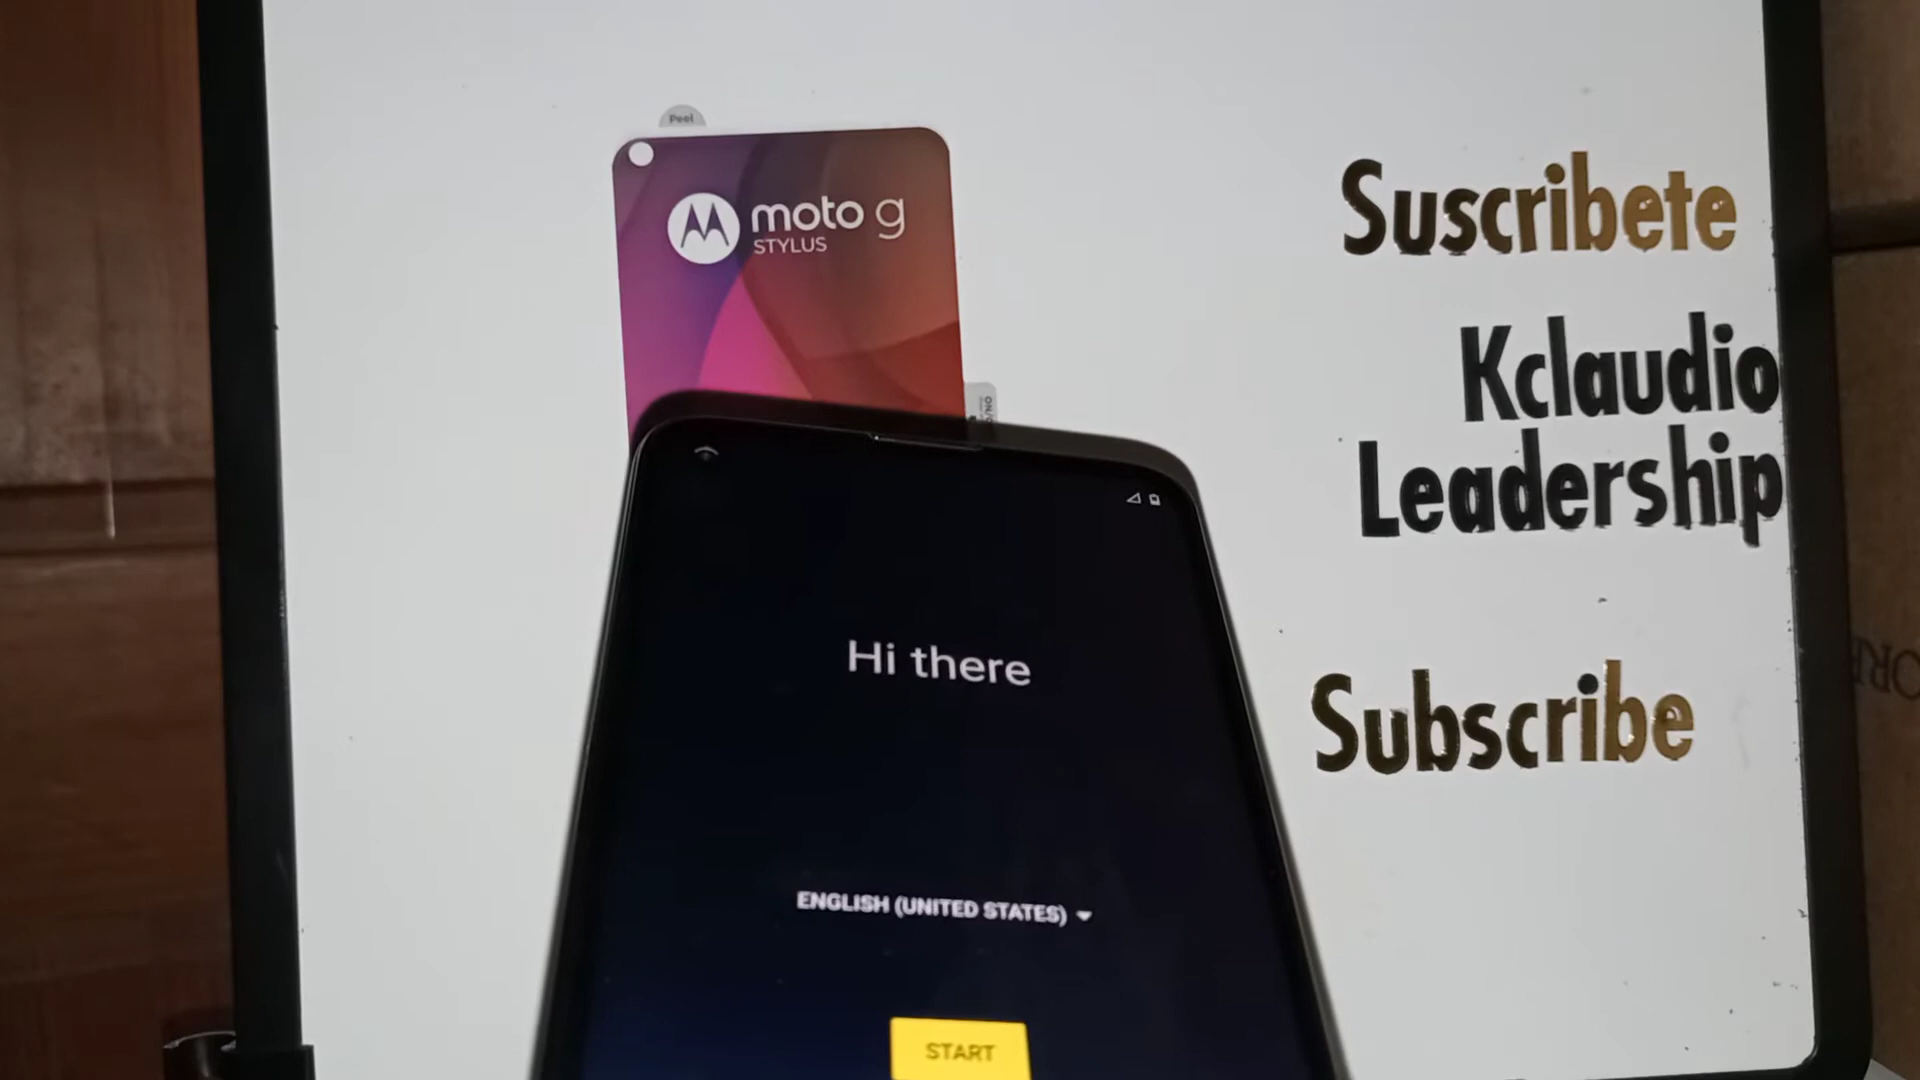 Peel
moto g
STYLUS
Suscribete
Kclaudio
Leadership
Subscribe
Hi there
ENGLISH (UNITED STATES)
START